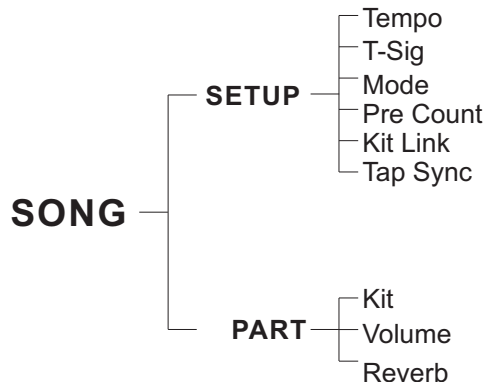 SONG
SETUP
Tempo
T-Sig
Mode
Pre Count
Kit Link
Tap Sync
PART
Kit
Volume
Reverb